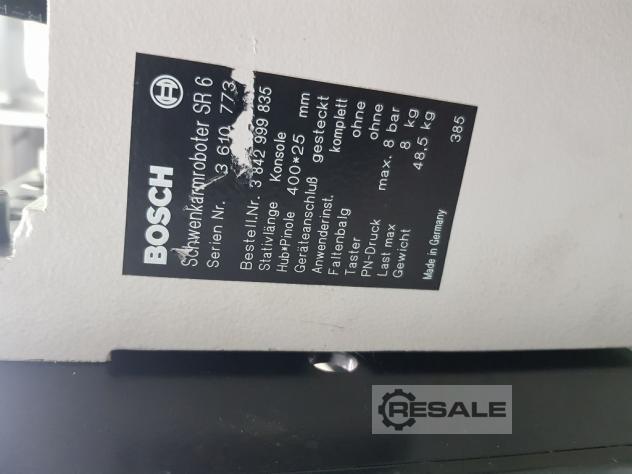 BOSCH
Schwenkarmroboter SR 6
Serien Nr. 3 610 773
Bestell.Nr. 3 842 999 835
Stativlänge Konsole
Hub*Pinole 400*25 mm
Geräteanschluß gesteckt
Anwenderinst. komplett
Faltenbalg ohne
Taster ohne
PN-Druck max. 8 bar
Last max 8 kg
Gewicht 48,5 kg
Made in Germany 385
RESALE